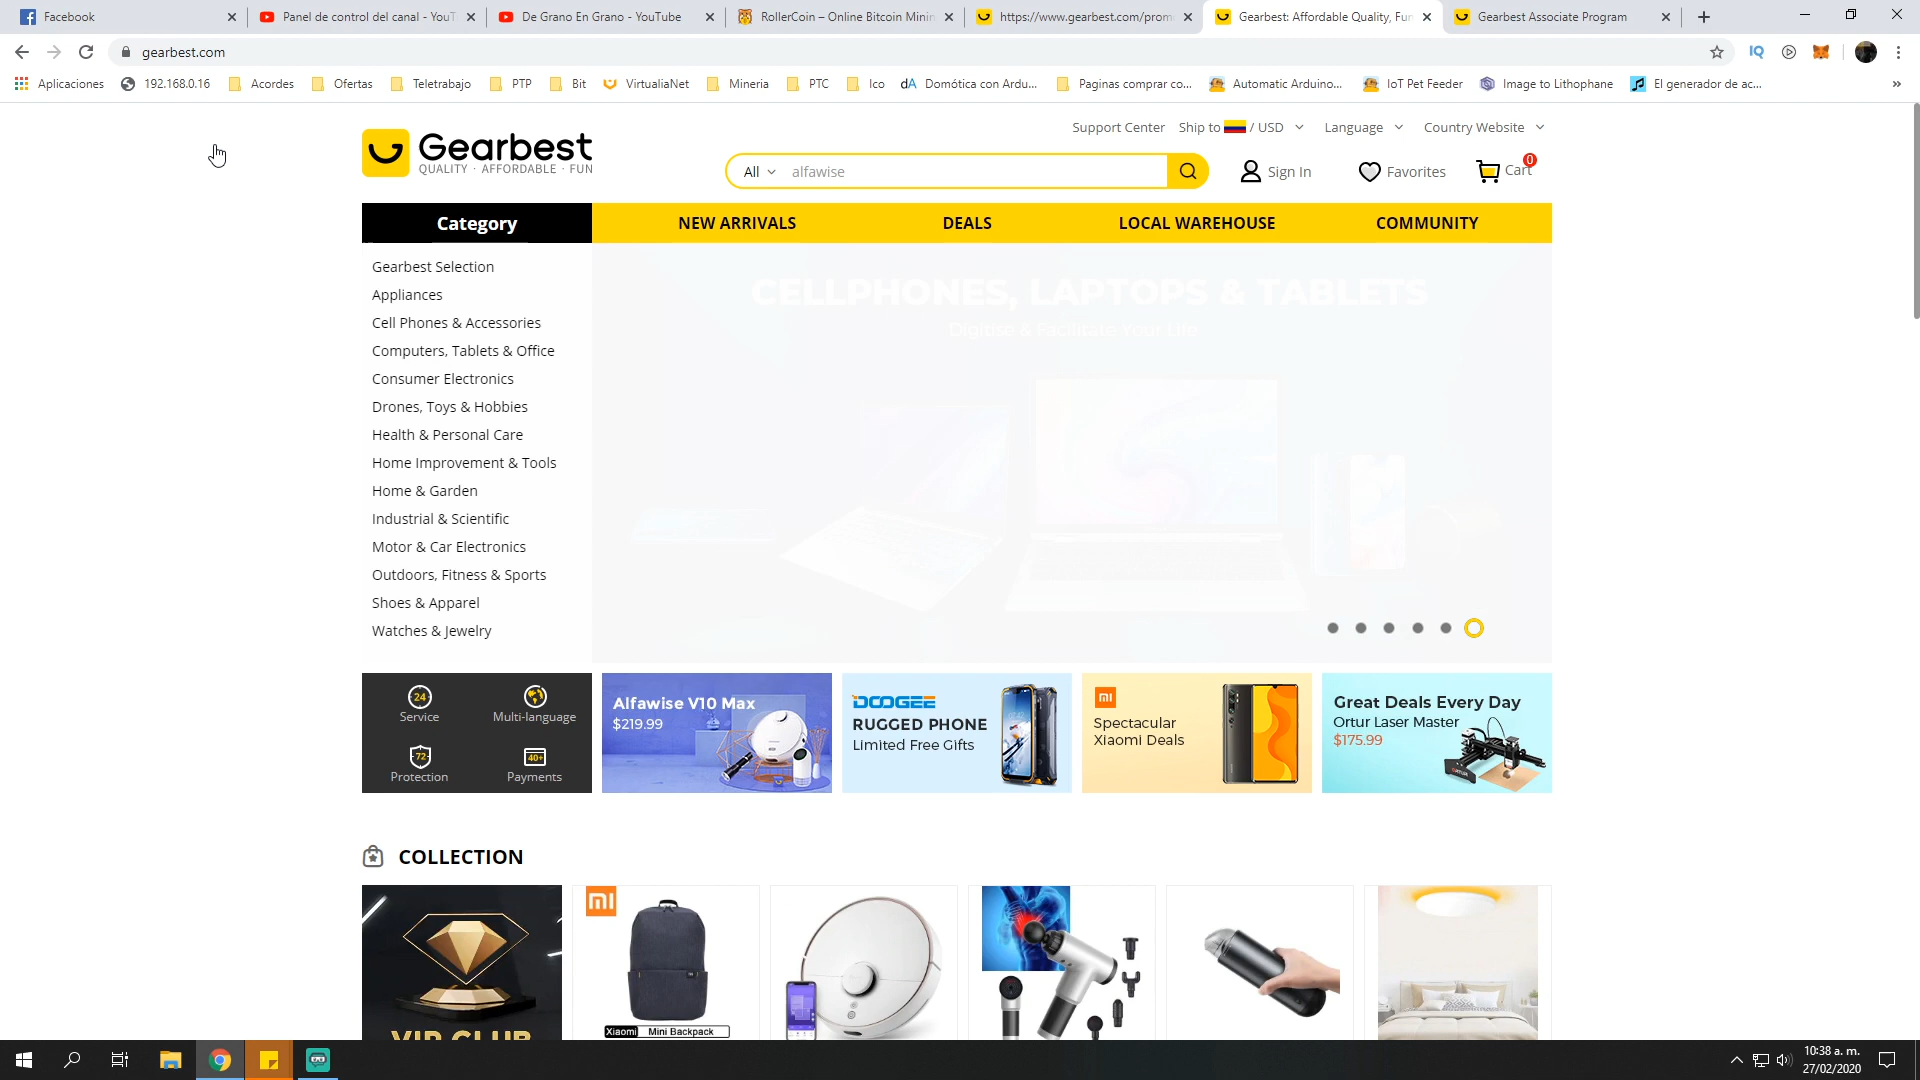 Facebook
Panel de control del canal - YouT
De Grano En Grano - YouTube
RollerCoin – Online Bitcoin Minin
https://www.gearbest.com/prom
Gearbest: Affordable Quality, Fun
Gearbest Associate Program
gearbest.com
IQ
Aplicaciones
192.168.0.16
Acordes
Ofertas
Teletrabajo
PTP
Bit
VirtualiaNet
Mineria
PTC
Ico
dA Domótica con Ardu...
Paginas comprar co...
Automatic Arduino...
IoT Pet Feeder
Image to Lithophane
El generador de ac...
»
Support Center
Ship to / USD
Language
Country Website
Gearbest
QUALITY · AFFORDABLE · FUN
All
alfawise
Sign In
Favorites
Cart
0
Category
NEW ARRIVALS
DEALS
LOCAL WAREHOUSE
COMMUNITY
Gearbest Selection
Appliances
Cell Phones & Accessories
Computers, Tablets & Office
Consumer Electronics
Drones, Toys & Hobbies
Health & Personal Care
Home Improvement & Tools
Home & Garden
Industrial & Scientific
Motor & Car Electronics
Outdoors, Fitness & Sports
Shoes & Apparel
Watches & Jewelry
CELLPHONES, LAPTOPS & TABLETS
Digitise & Facilitate Your Life
24
Service
Multi-language
72
Protection
40+
Payments
Alfawise V10 Max
$219.99
DOOGEE
RUGGED PHONE
Limited Free Gifts
mi
Spectacular
Xiaomi Deals
Great Deals Every Day
Ortur Laser Master
$175.99
ORTUR
COLLECTION
VIP CLUB
mi
Xiaomi Mini Backpack
10:38 a. m.
27/02/2020